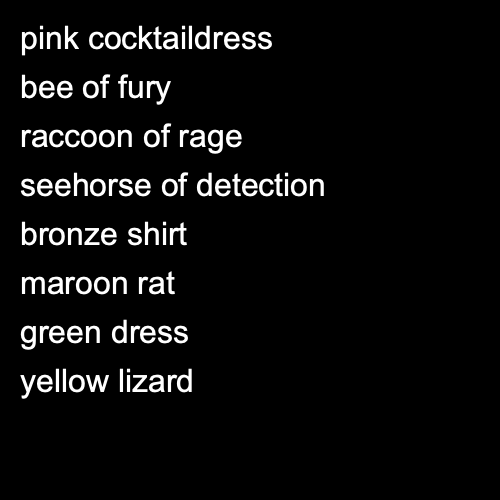 pink cocktaildress
bee of fury
raccoon of rage
seehorse of detection
bronze shirt
maroon rat
green dress
yellow lizard